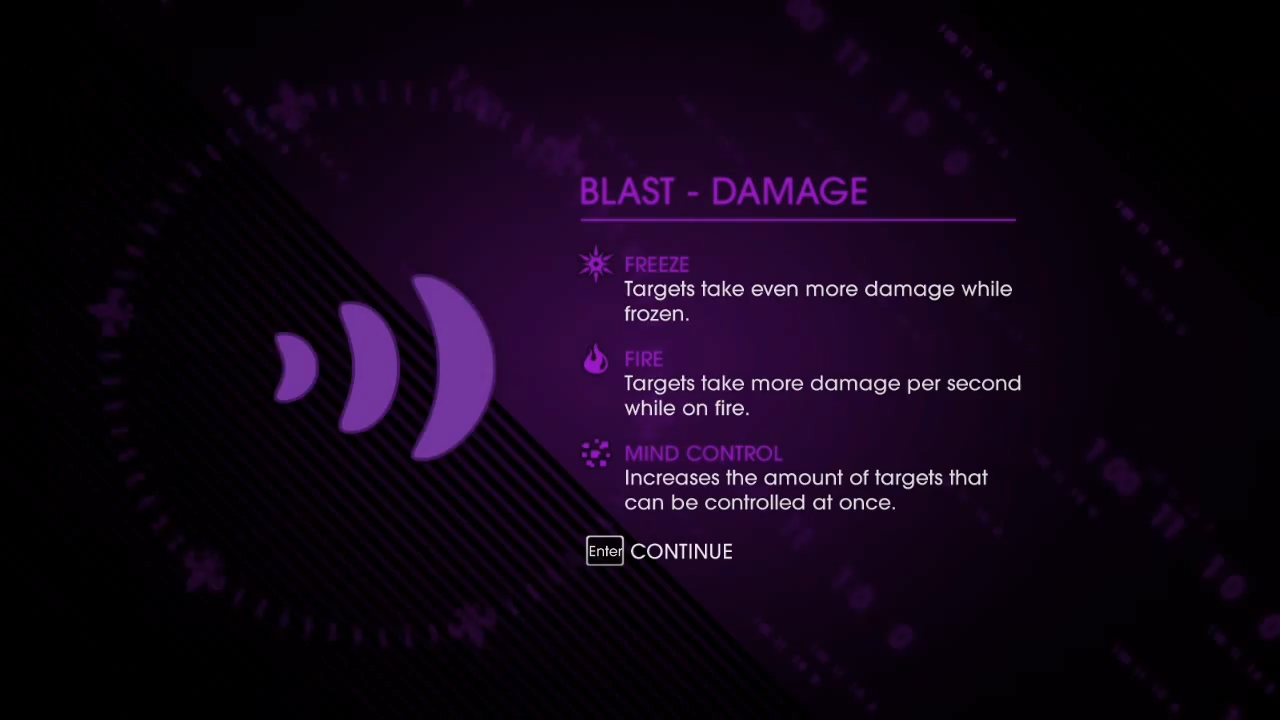 BLAST - DAMAGE
FREEZE
Targets take even more damage while
frozen.
FIRE
Targets take more damage per second
while on fire.
MIND CONTROL
Increases the amount of targets that
can be controlled at once.
Enter CONTINUE